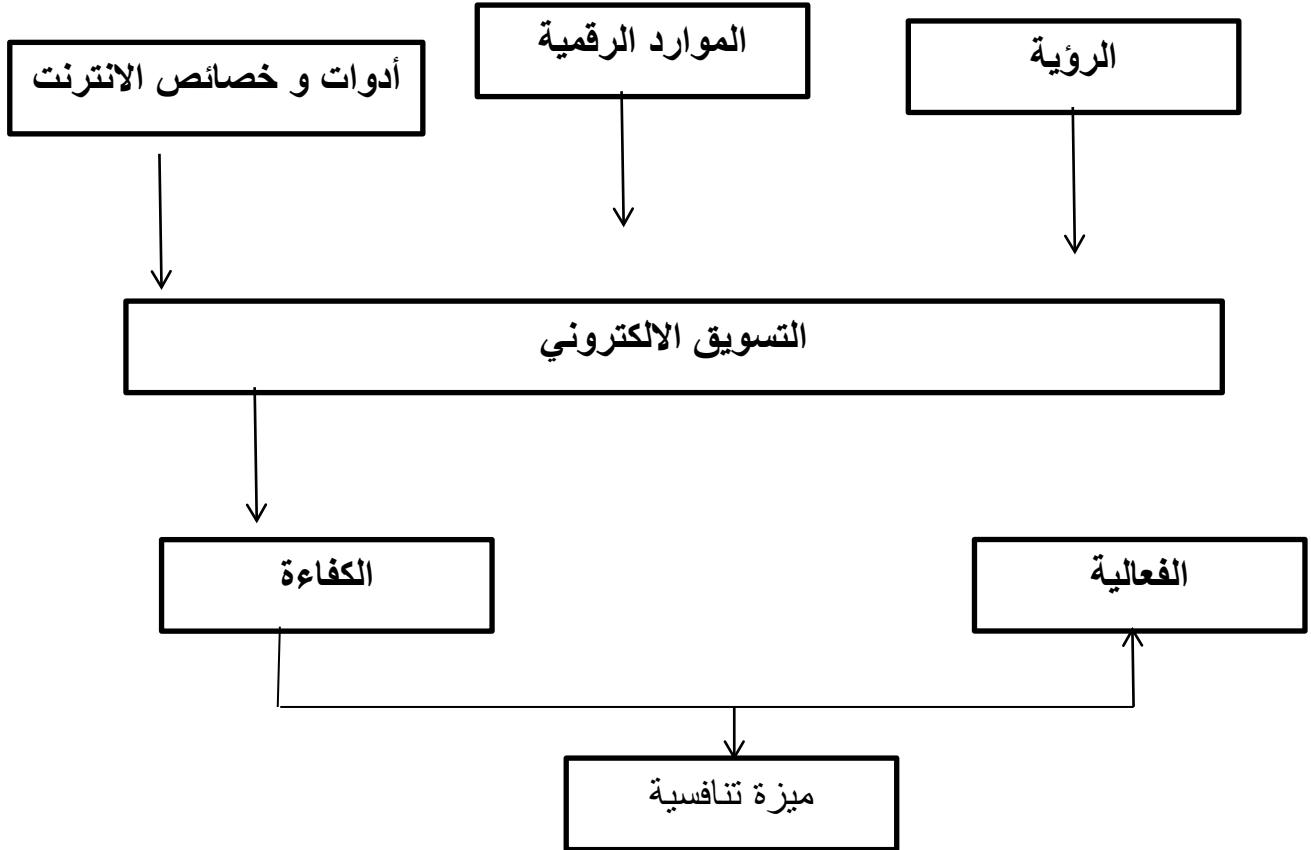 الرؤية
الموارد الرقمية
أدوات و خصائص الانترنت
التسويق الالكتروني
الفعالية
الكفاءة
ميزة تنافسية